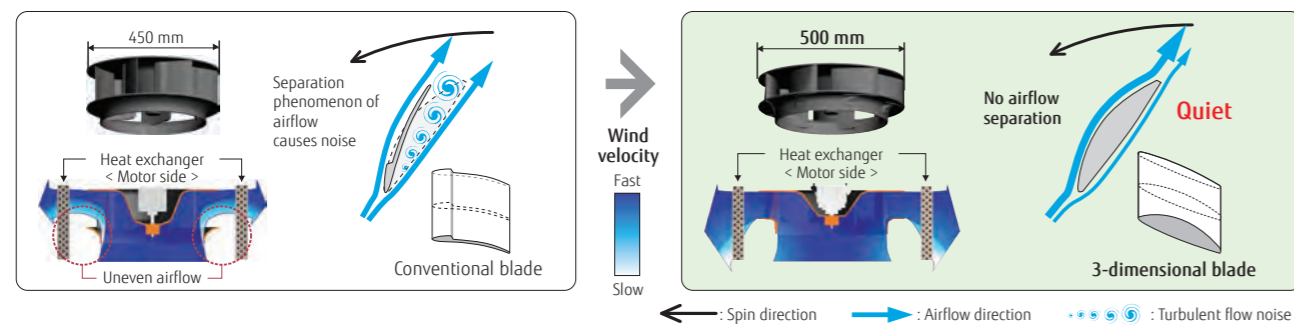 450 mm
Separation
phenomenon of
airflow
causes noise
Heat exchanger
< Motor side >
Uneven airflow
Conventional blade
Wind
velocity
Fast
Slow
500 mm
No airflow
separation
Quiet
Heat exchanger
< Motor side >
3-dimensional blade
: Spin direction
: Airflow direction
: Turbulent flow noise